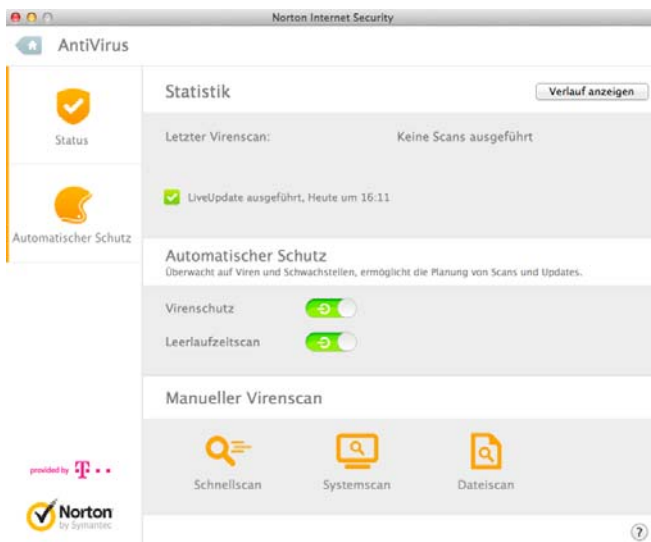 Norton Internet Security
AntiVirus
Status
Automatischer Schutz
Statistik
Verlauf anzeigen
Letzter Virenscan:
Keine Scans ausgeführt
LiveUpdate ausgeführt, Heute um 16:11
Automatischer Schutz
Überwacht auf Viren und Schwachstellen, ermöglicht die Planung von Scans und Updates.
Virenschutz
Leerlaufzeitscan
Manueller Virenscan
Schnellscan
Systemscan
Dateiscan
provided by T
Norton
by Symantec
?